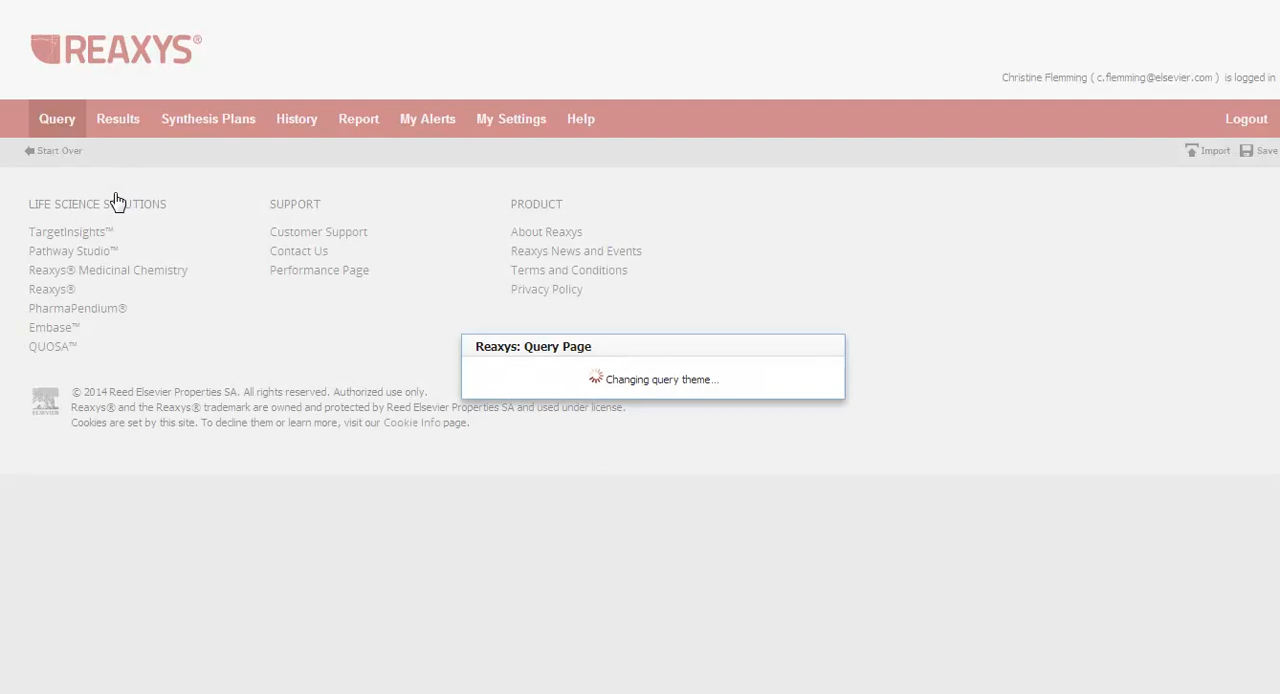 REAXYS®
Christine Flemming ( c.flemming@elsevier.com ) is logged in
Query Results Synthesis Plans History Report My Alerts My Settings Help Logout
Start Over Import Save
LIFE SCIENCE SOLUTIONS SUPPORT PRODUCT
TargetInsights™ Customer Support About Reaxys
Pathway Studio™ Contact Us Reaxys News and Events
Reaxys® Medicinal Chemistry Performance Page Terms and Conditions
Reaxys® Privacy Policy
PharmaPendium®
Embase™
QUOSA™
Reaxys: Query Page
Changing query theme...
© 2014 Reed Elsevier Properties SA. All rights reserved. Authorized use only.
Reaxys® and the Reaxys® trademark are owned and protected by Reed Elsevier Properties SA and used under license.
Cookies are set by this site. To decline them or learn more, visit our Cookie Info page.
ELSEVIER